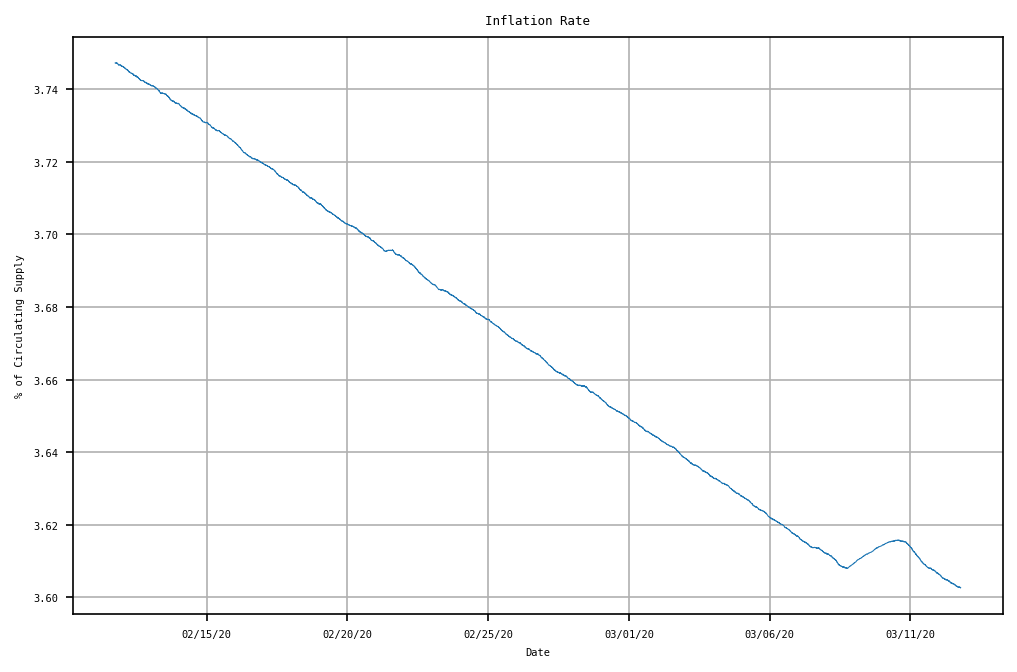 Inflation Rate
% of Circulating Supply
3.74
3.72
3.70
3.68
3.66
3.64
3.62
3.60
02/15/20 02/20/20 02/25/20 03/01/20 03/06/20 03/11/20
Date